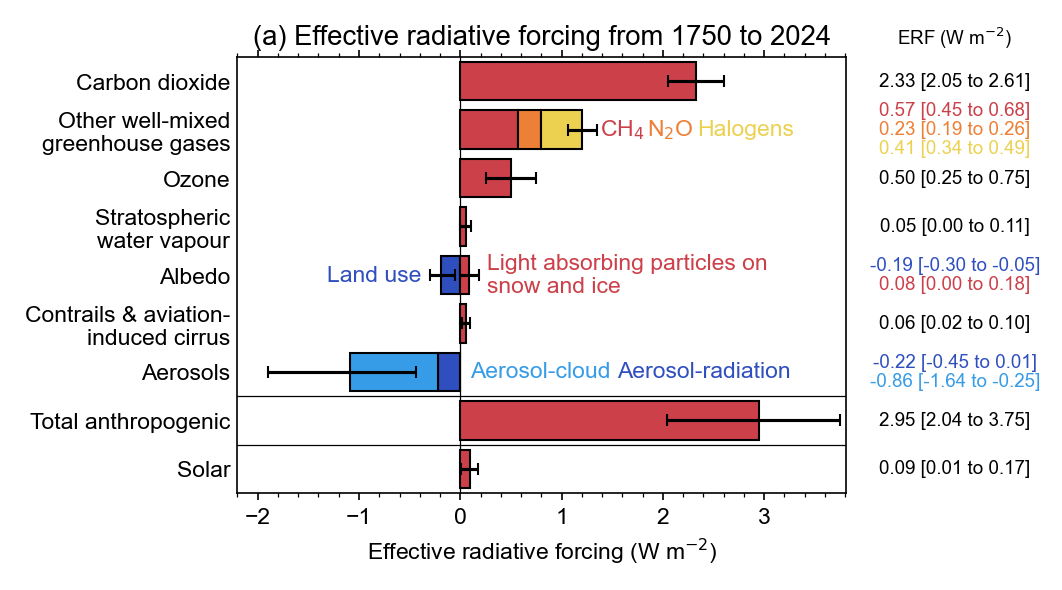 (a) Effective radiative forcing from 1750 to 2024
ERF (W m⁻²)
Carbon dioxide
2.33 [2.05 to 2.61]
Other well-mixed
greenhouse gases
CH₄ N₂O Halogens
0.57 [0.45 to 0.68]
0.23 [0.19 to 0.26]
0.41 [0.34 to 0.49]
Ozone
0.50 [0.25 to 0.75]
Stratospheric
water vapour
0.05 [0.00 to 0.11]
Albedo
Land use
Light absorbing particles on
snow and ice
-0.19 [-0.30 to -0.05]
0.08 [0.00 to 0.18]
Contrails & aviation-
induced cirrus
0.06 [0.02 to 0.10]
Aerosols
Aerosol-cloud Aerosol-radiation
-0.22 [-0.45 to 0.01]
-0.86 [-1.64 to -0.25]
Total anthropogenic
2.95 [2.04 to 3.75]
Solar
0.09 [0.01 to 0.17]
−2 −1 0 1 2 3
Effective radiative forcing (W m⁻²)